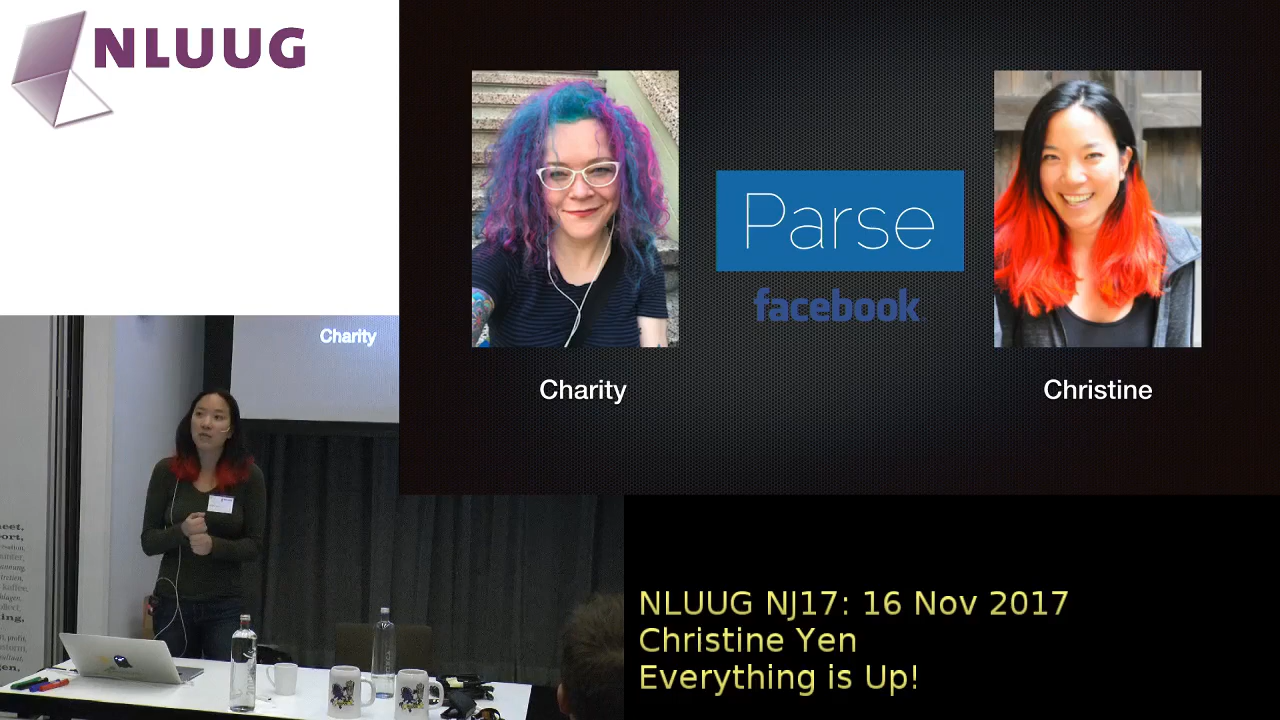 NLUUG
Parse
facebook
Charity
Christine
Charity
NLUUG NJ17: 16 Nov 2017
Christine Yen
Everything is Up!